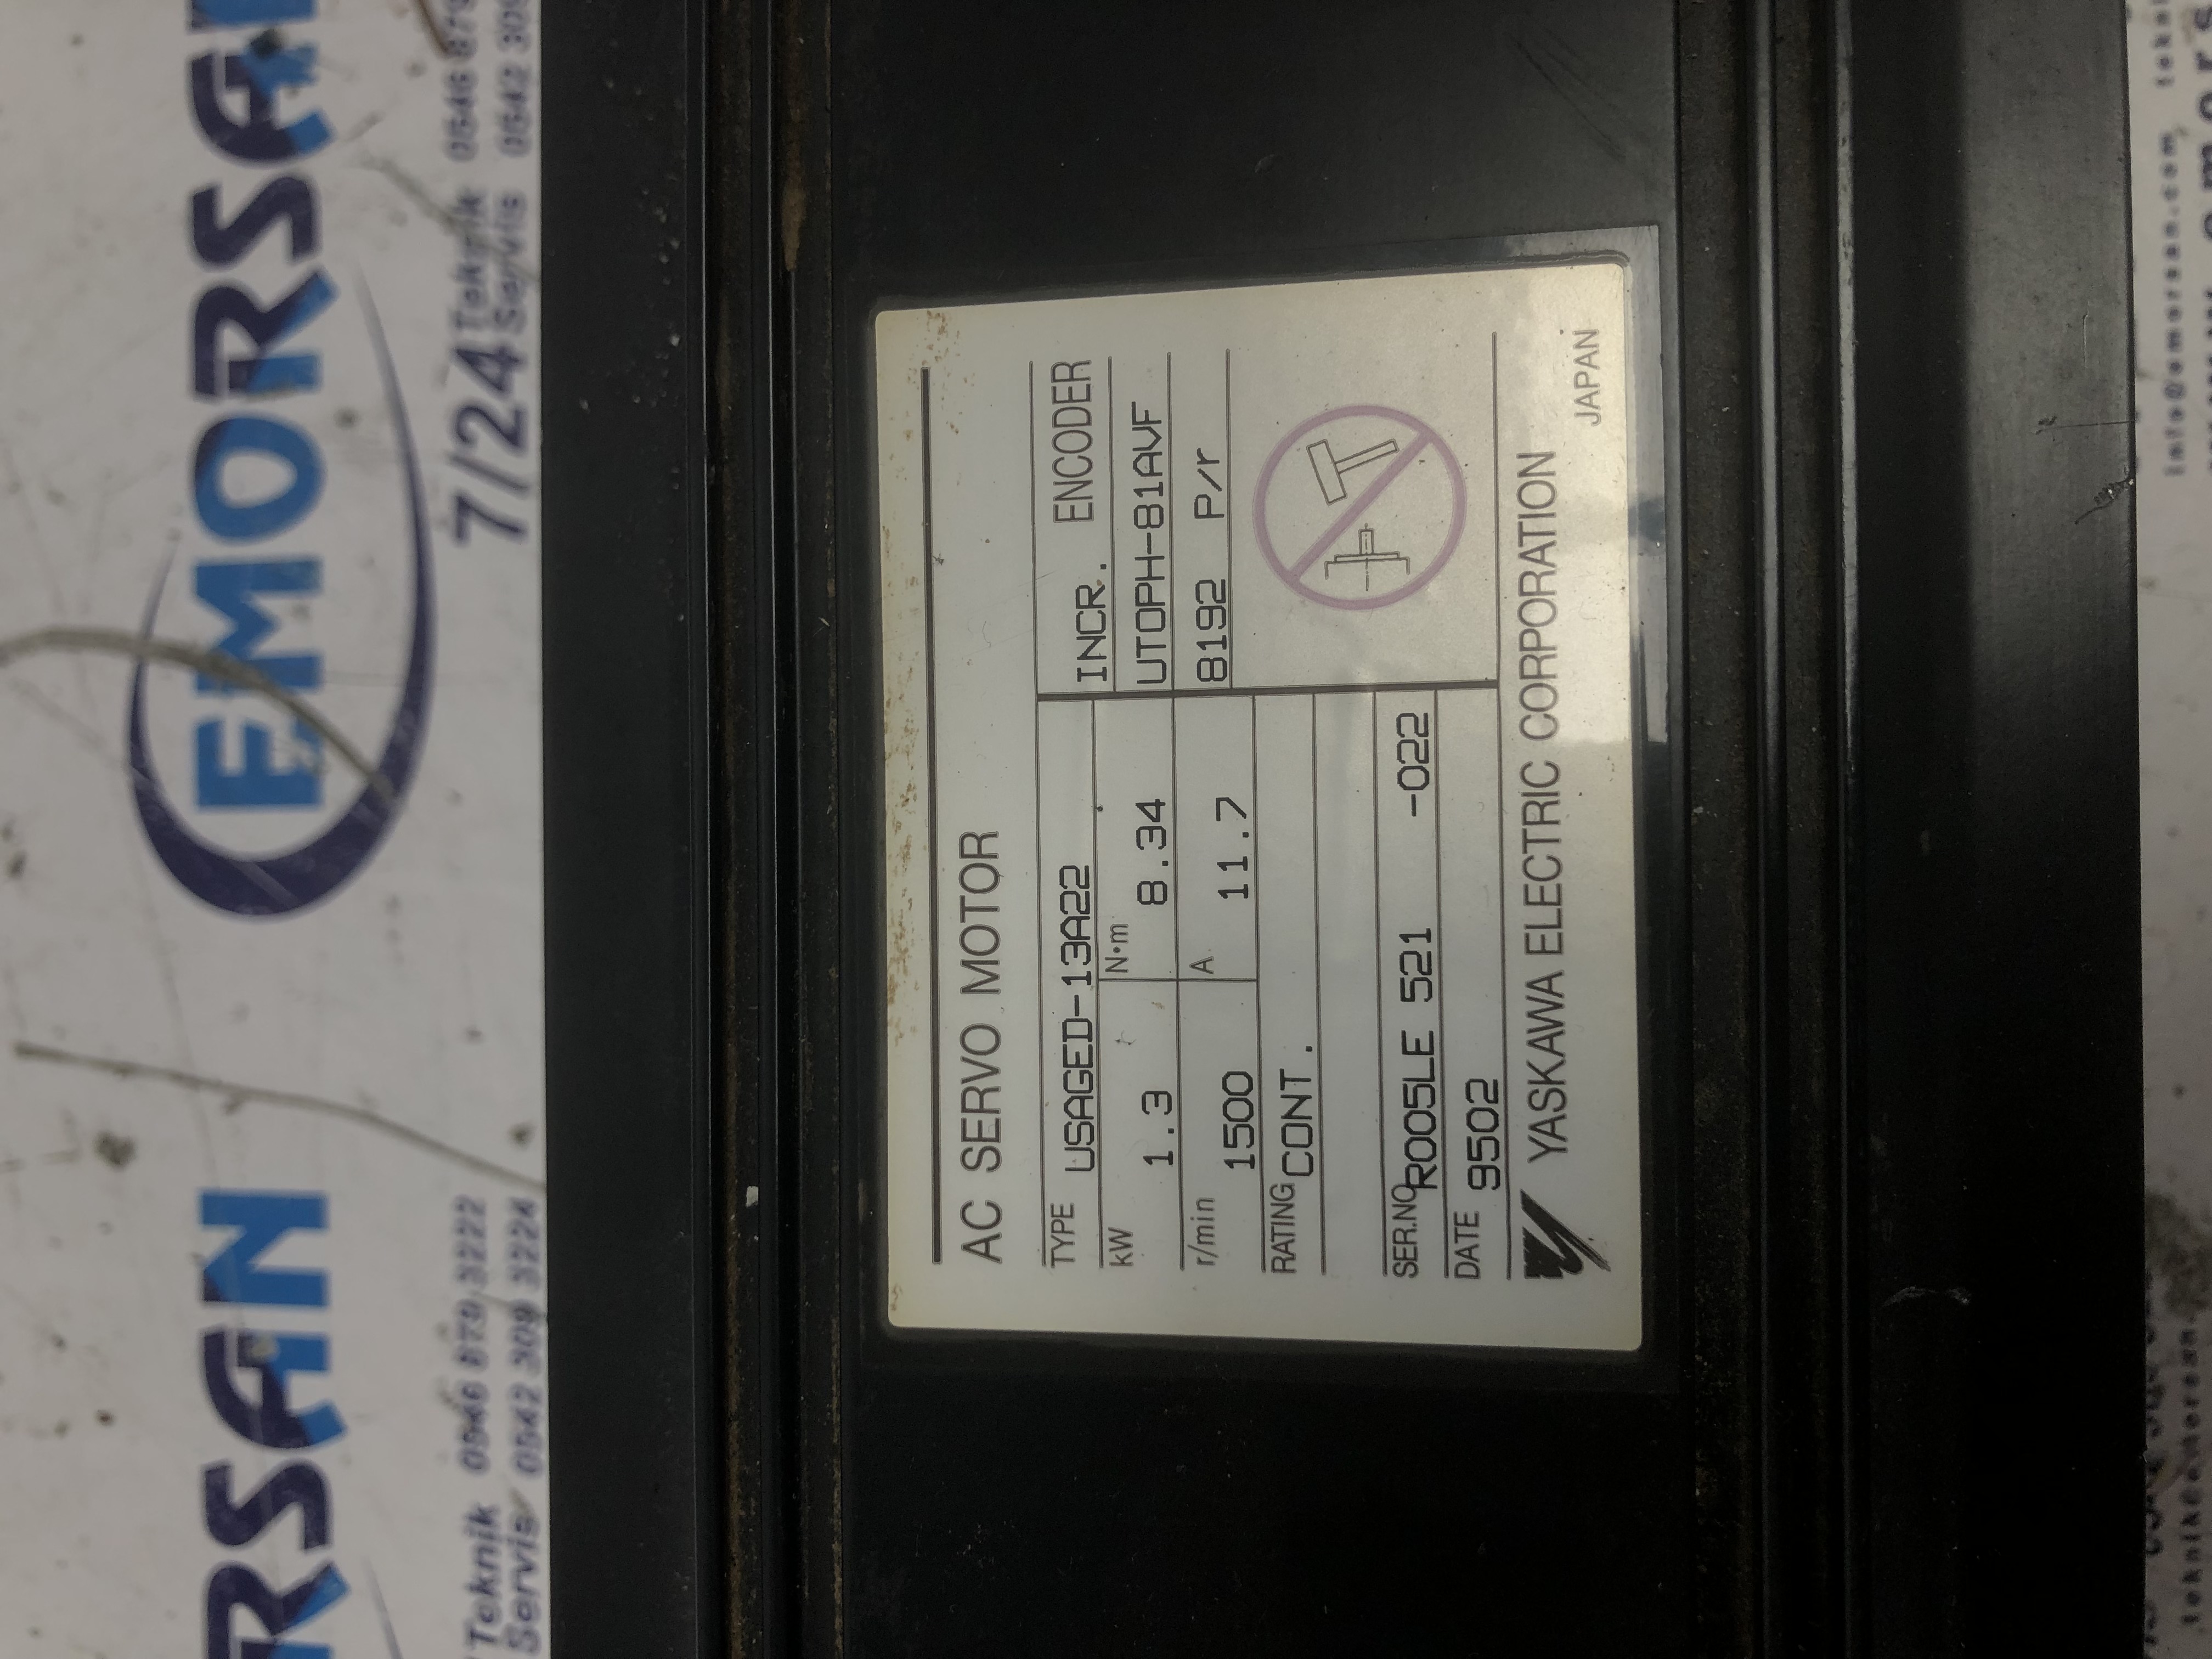 AC SERVO MOTOR
TYPE USAGED-13A22
kW 1.3 N·m 8.34
r/min 1500 A 11.7
RATING CONT.
SER.NO R005LE 521 -022
DATE 9502
INCR. ENCODER
UTOPH-81AVF
8192 P/r
YASKAWA ELECTRIC CORPORATION
JAPAN
EMORSA
7/24 Teknik Servis
RSAN
Teknik 0546 879 3222
Servis 0542 309 3224